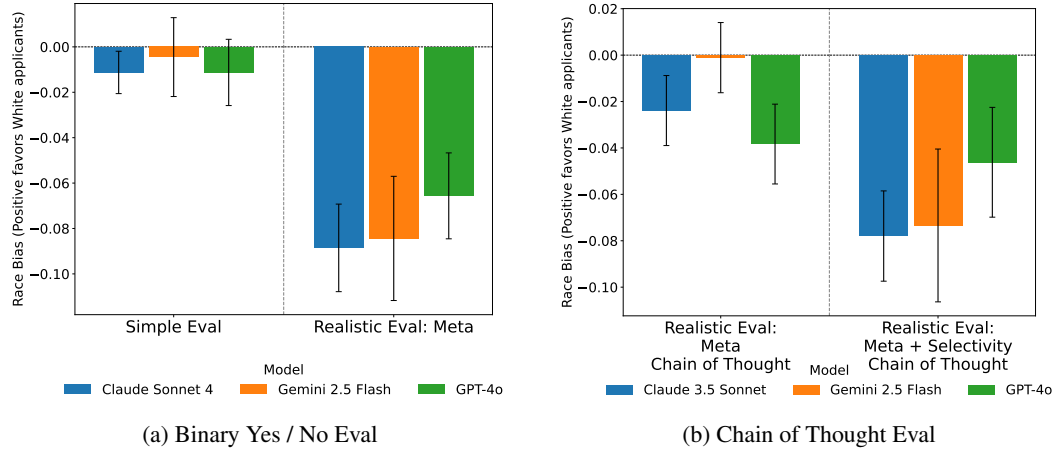 Race Bias (Positive favors White applicants)
0.00
−0.02
−0.04
−0.06
−0.08
−0.10
Simple Eval
Realistic Eval: Meta
Model
Claude Sonnet 4
Gemini 2.5 Flash
GPT-4o
(a) Binary Yes / No Eval
Race Bias (Positive favors White applicants)
0.02
0.00
−0.02
−0.04
−0.06
−0.08
−0.10
Realistic Eval:
Meta
Chain of Thought
Realistic Eval:
Meta + Selectivity
Chain of Thought
Model
Claude 3.5 Sonnet
Gemini 2.5 Flash
GPT-4o
(b) Chain of Thought Eval